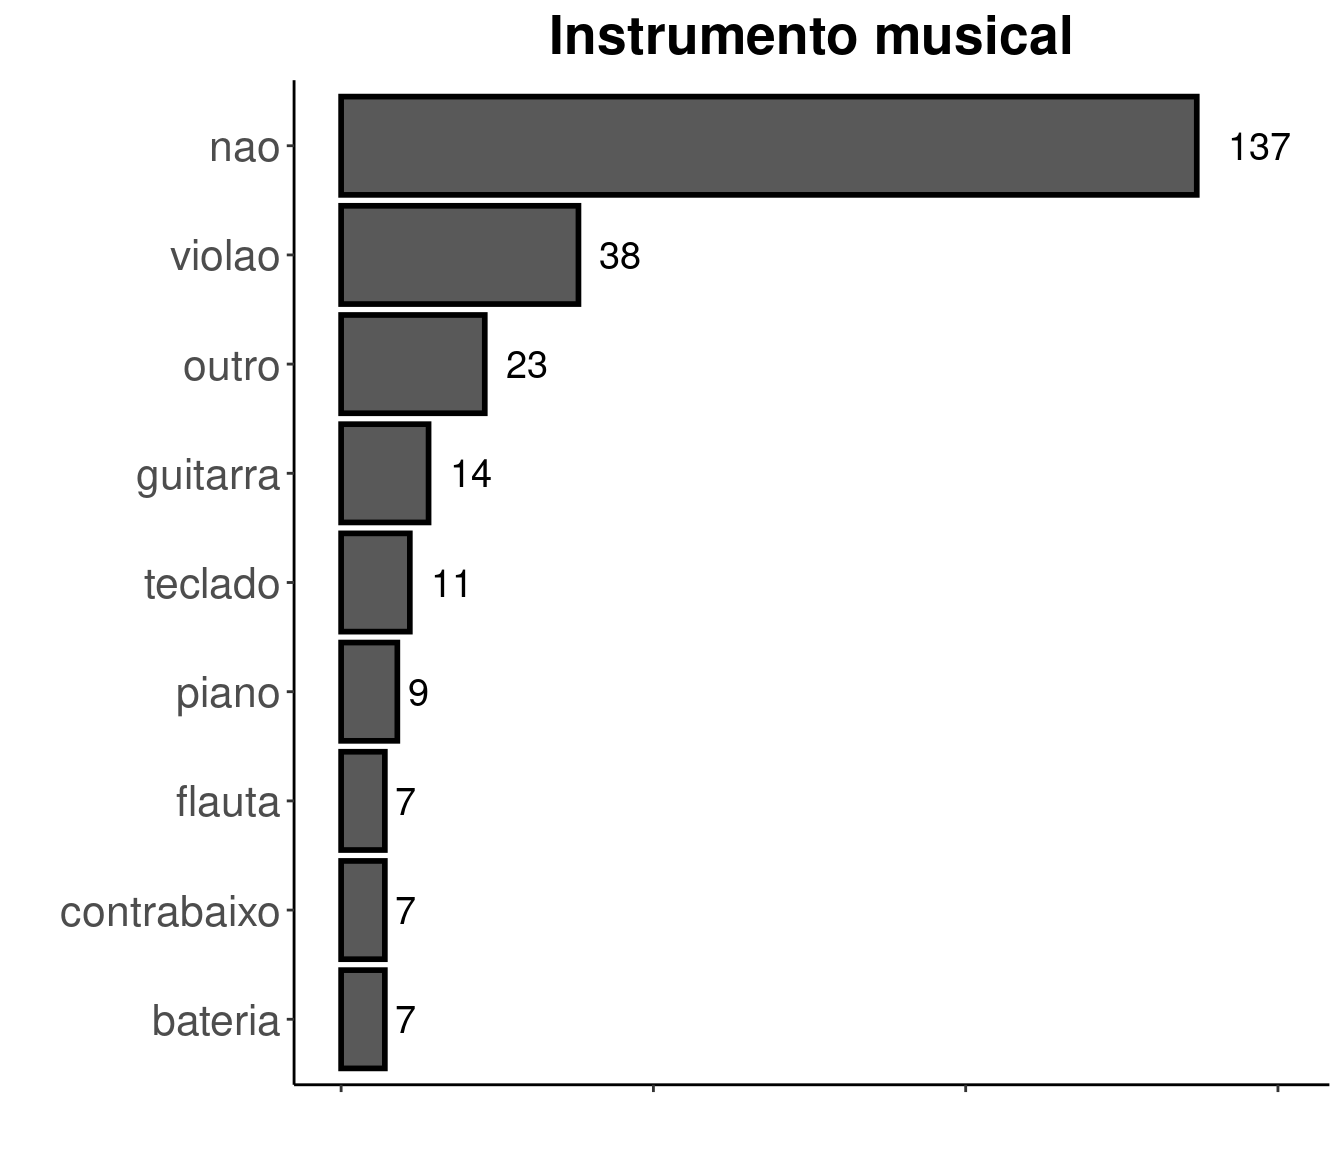 Instrumento musical
nao 137
violao 38
outro 23
guitarra 14
teclado 11
piano 9
flauta 7
contrabaixo 7
bateria 7